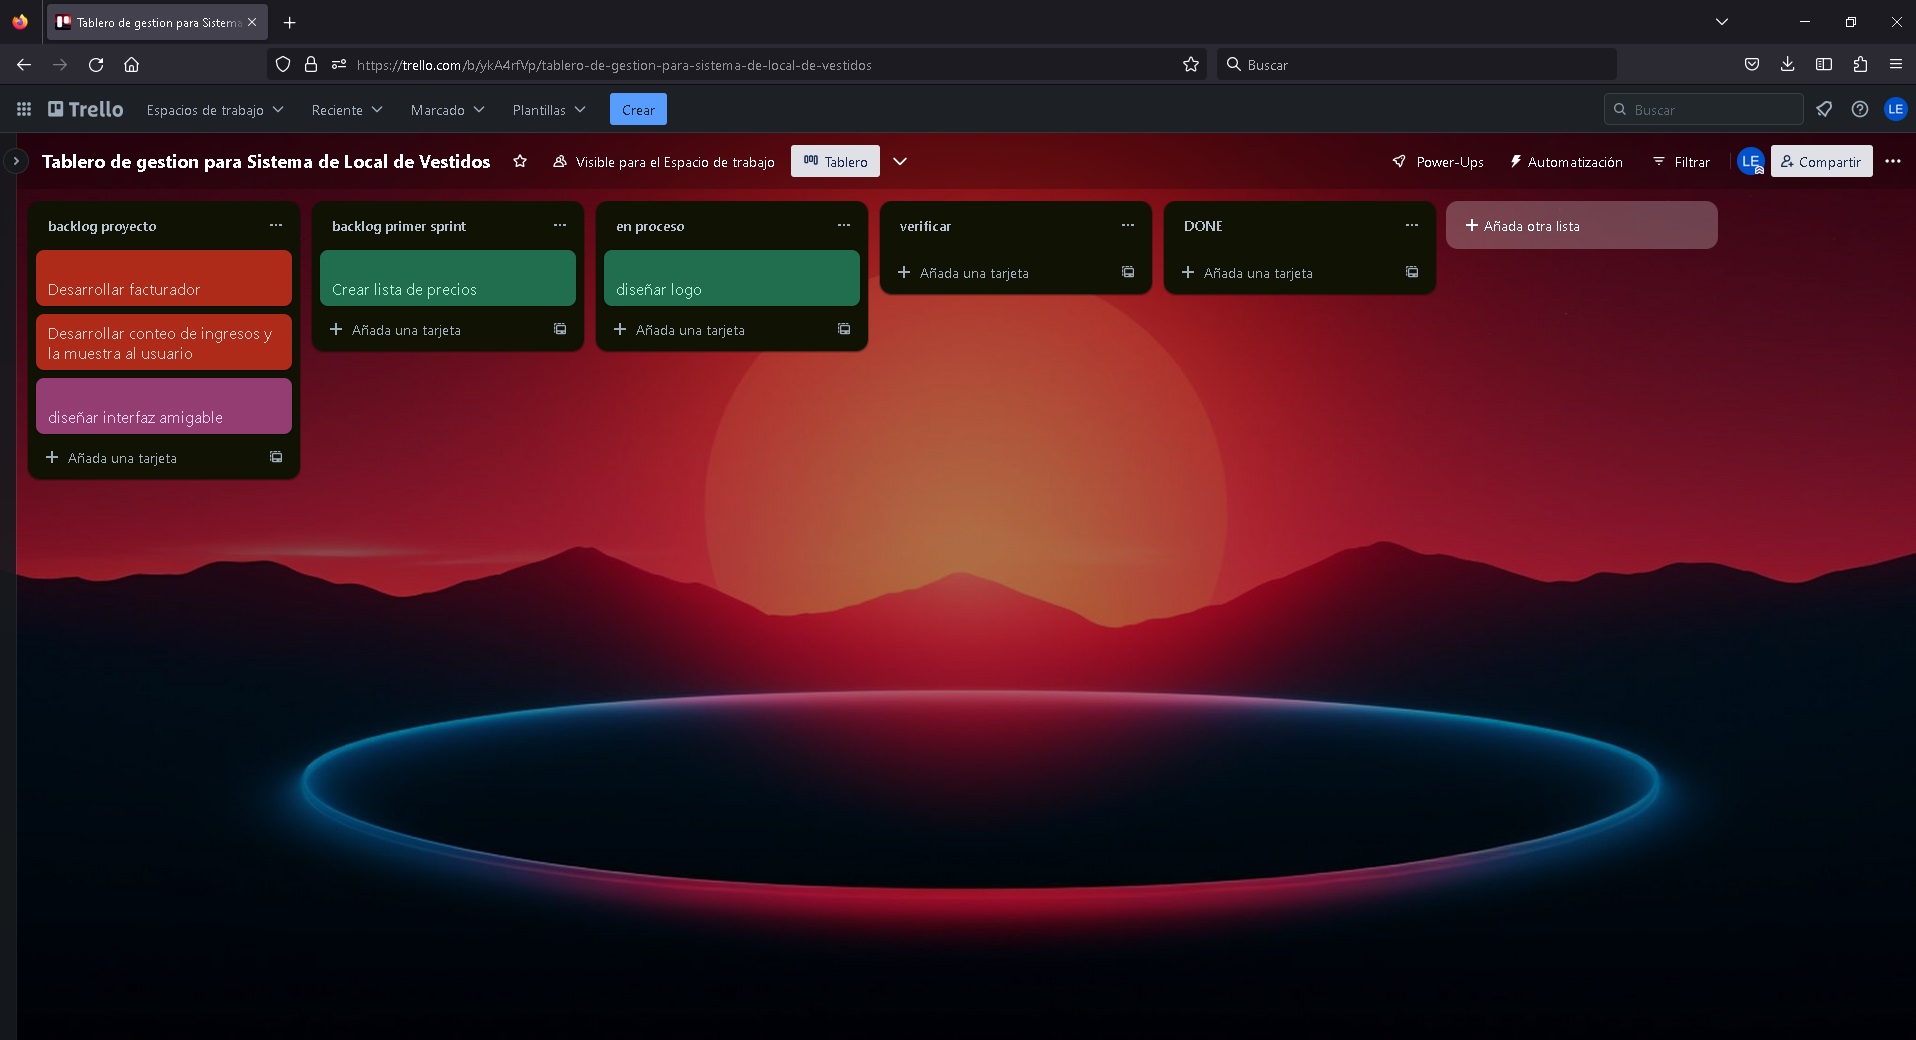 Tablero de gestion para Sistema
https://trello.com/b/ykA4rfVp/tablero-de-gestion-para-sistema-de-local-de-vestidos
Buscar
Trello
Espacios de trabajo
Reciente
Marcado
Plantillas
Crear
Buscar
LE
Tablero de gestion para Sistema de Local de Vestidos
Visible para el Espacio de trabajo
Tablero
Power-Ups
Automatización
Filtrar
LE
Compartir
backlog proyecto
Desarrollar facturador
Desarrollar conteo de ingresos y
la muestra al usuario
diseñar interfaz amigable
Añada una tarjeta
backlog primer sprint
Crear lista de precios
Añada una tarjeta
en proceso
diseñar logo
Añada una tarjeta
verificar
Añada una tarjeta
DONE
Añada una tarjeta
Añada otra lista